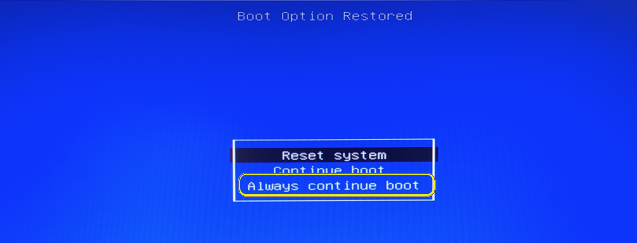 Boot Option Restored
Reset system
Continue boot
Always continue boot